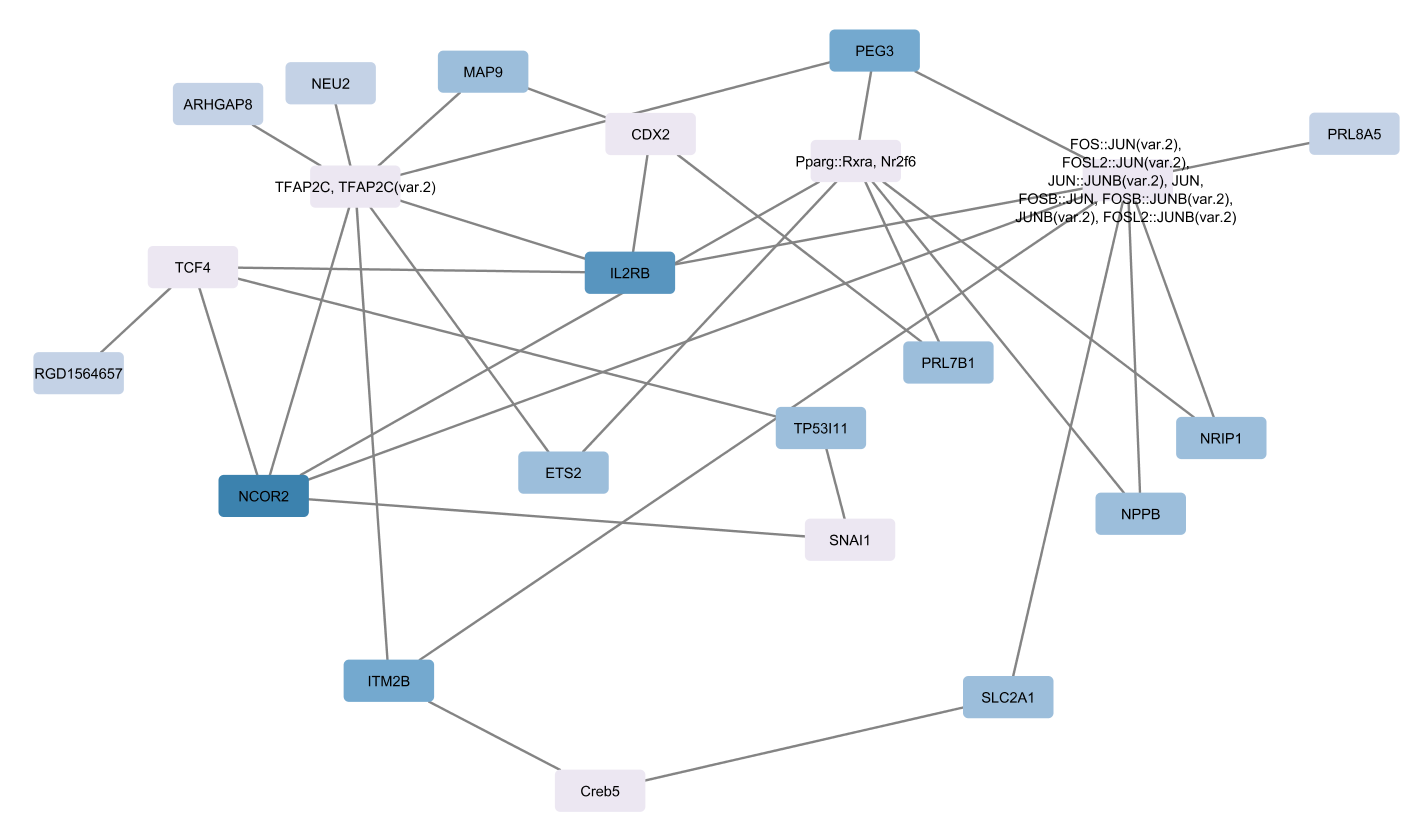 PEG3
MAP9
NEU2
ARHGAP8
CDX2
PRL8A5
FOS::JUN(var.2),
FOSL2::JUN(var.2),
JUN::JUNB(var.2), JUN,
FOSB::JUN, FOSB::JUNB(var.2),
JUNB(var.2), FOSL2::JUNB(var.2)
Pparg::Rxra, Nr2f6
TFAP2C, TFAP2C(var.2)
TCF4
IL2RB
PRL7B1
RGD1564657
TP53I11
NRIP1
ETS2
NCOR2
NPPB
SNAI1
ITM2B
SLC2A1
Creb5